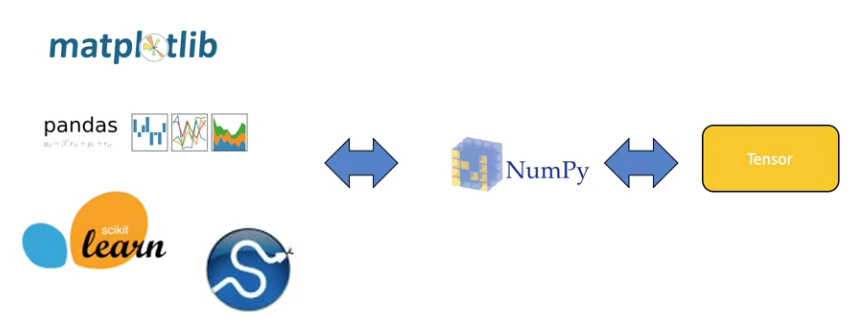 matplotlib
pandas
NumPy
Tensor
scikit
learn